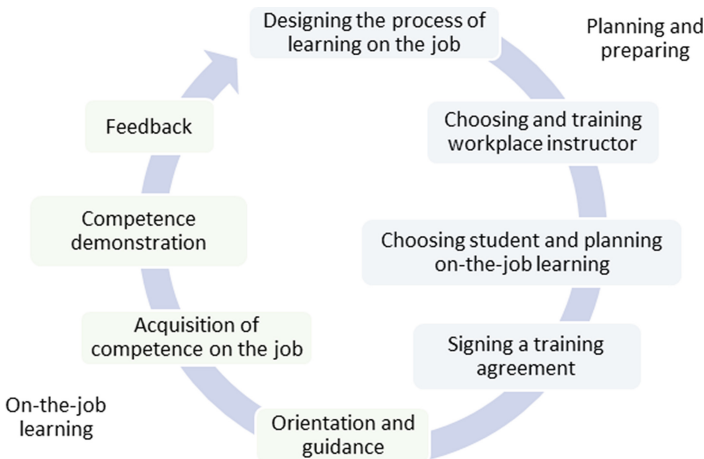 Designing the process of
learning on the job
Planning and
preparing
Choosing and training
workplace instructor
Choosing student and planning
on-the-job learning
Signing a training
agreement
Orientation and
guidance
On-the-job
learning
Acquisition of
competence on the job
Competence
demonstration
Feedback